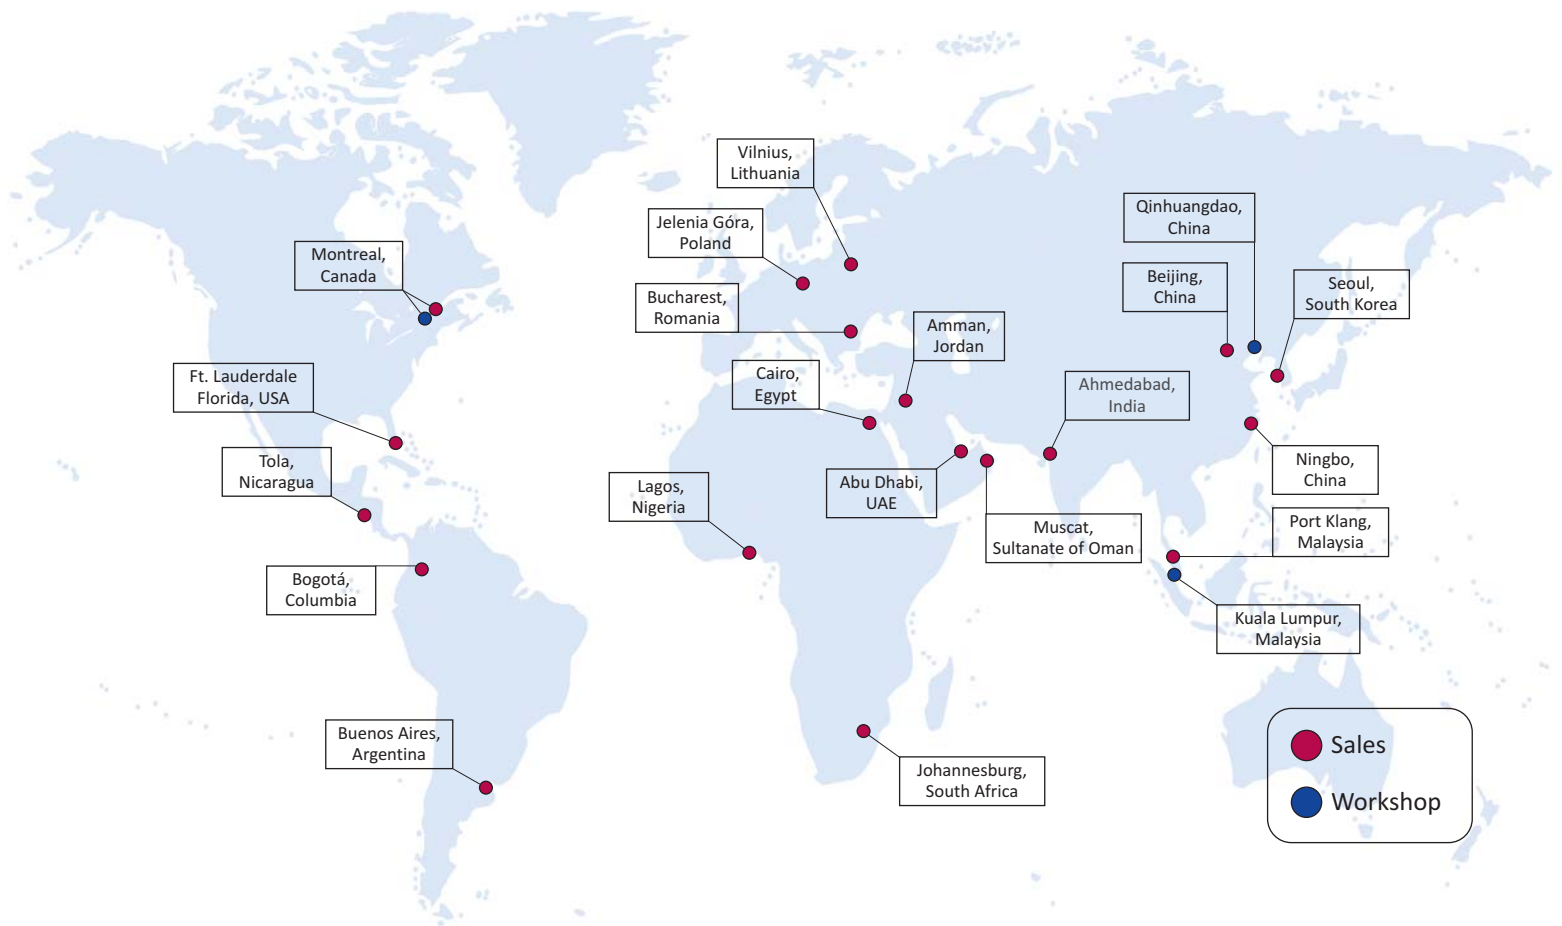 Vilnius,
Lithuania
Jelenia Góra,
Poland
Qinhuangdao,
China
Montreal,
Canada
Beijing,
China
Seoul,
South Korea
Bucharest,
Romania
Amman,
Jordan
Ft. Lauderdale
Florida, USA
Cairo,
Egypt
Ahmedabad,
India
Tola,
Nicaragua
Ningbo,
China
Lagos,
Nigeria
Abu Dhabi,
UAE
Muscat,
Sultanate of Oman
Port Klang,
Malaysia
Bogotá,
Columbia
Kuala Lumpur,
Malaysia
Buenos Aires,
Argentina
Johannesburg,
South Africa
Sales
Workshop